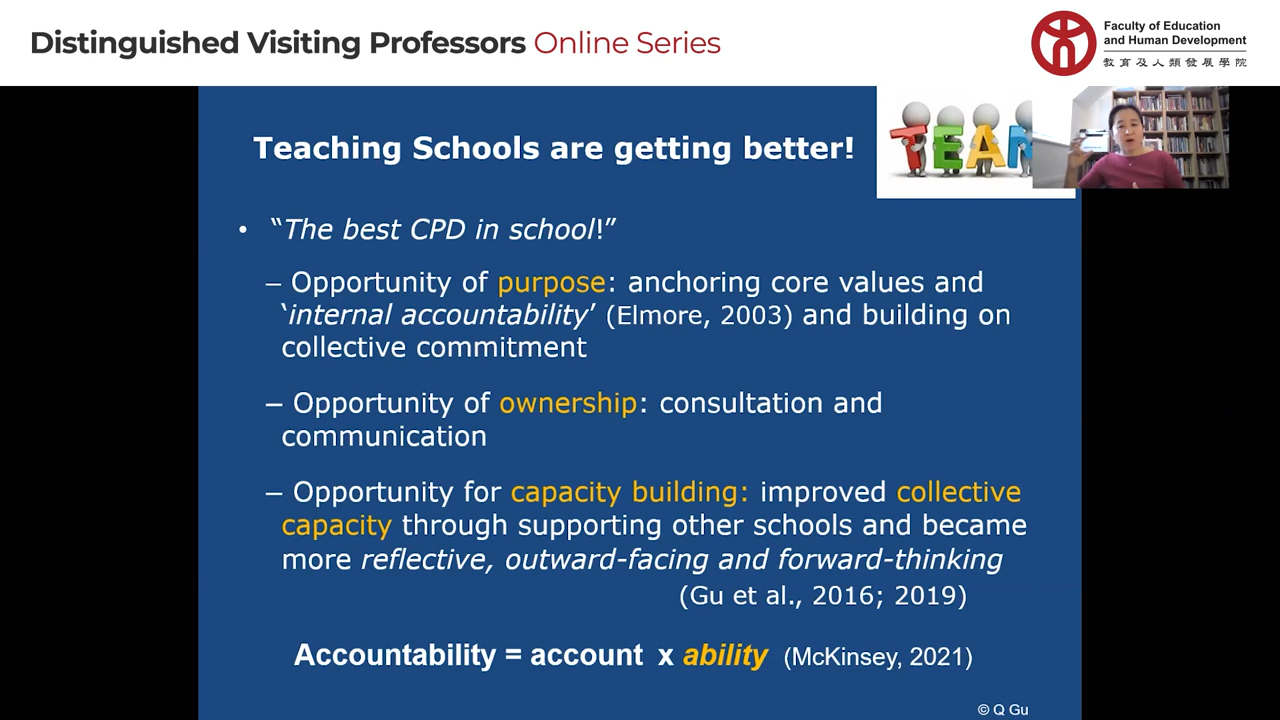 Distinguished Visiting Professors Online Series
Faculty of Education
and Human Development
教育及人類發展學院
Teaching Schools are getting better!
TEAM
• “The best CPD in school!”
– Opportunity of purpose: anchoring core values and
‘internal accountability’ (Elmore, 2003) and building on
collective commitment
– Opportunity of ownership: consultation and
communication
– Opportunity for capacity building: improved collective
capacity through supporting other schools and became
more reflective, outward-facing and forward-thinking
(Gu et al., 2016; 2019)
Accountability = account x ability (McKinsey, 2021)
© Q Gu